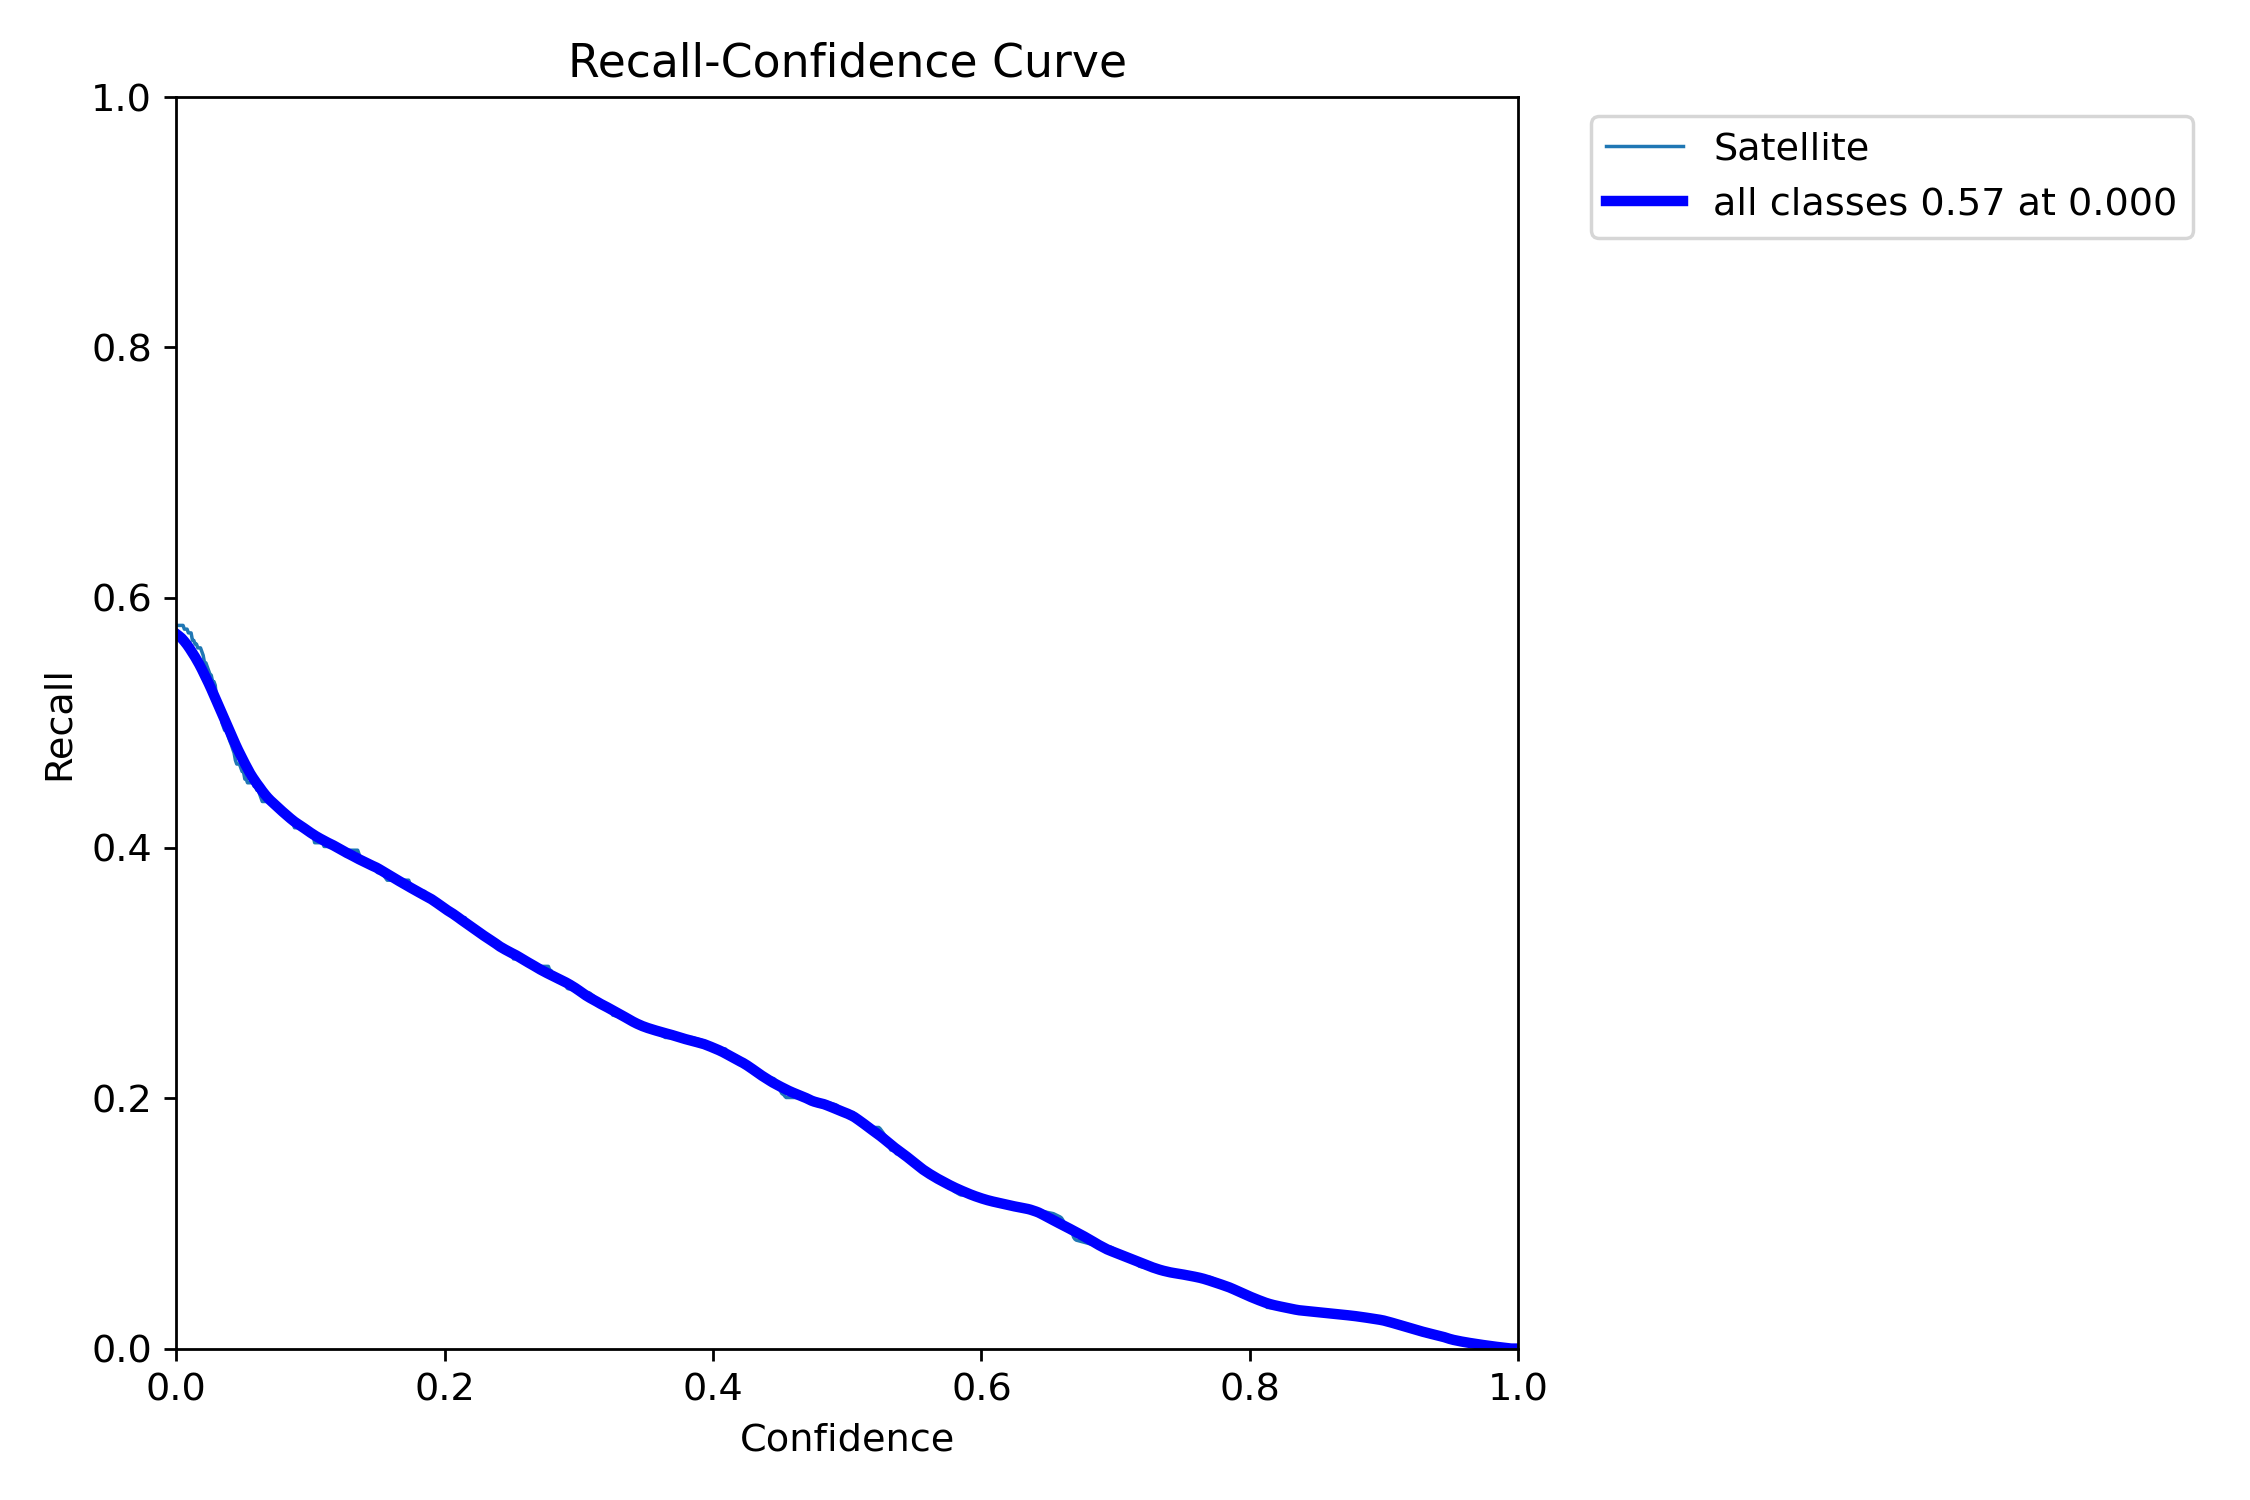 Recall-Confidence Curve
1.0
0.8
0.6
0.4
0.2
0.0
Recall
0.0 0.2 0.4 0.6 0.8 1.0
Confidence
Satellite
all classes 0.57 at 0.000